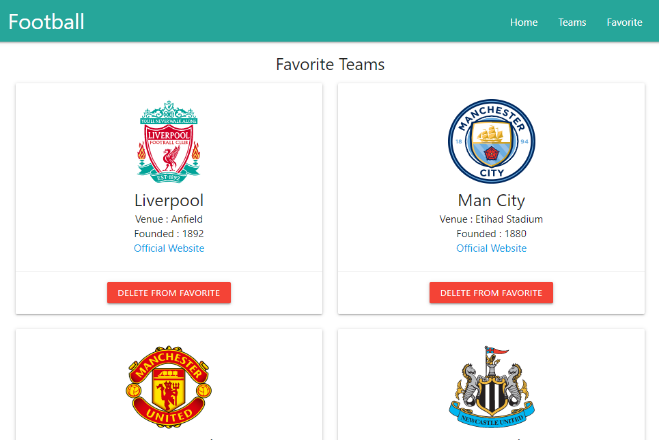 Football
Home Teams Favorite
Favorite Teams
YOU'LL NEVER WALK ALONE
LIVERPOOL
FOOTBALL CLUB
EST·1892
MANCHESTER
18 94
CITY
Liverpool
Venue : Anfield
Founded : 1892
Official Website
DELETE FROM FAVORITE
Man City
Venue : Etihad Stadium
Founded : 1880
Official Website
DELETE FROM FAVORITE
MANCHESTER
UNITED
NEWCASTLE UNITED